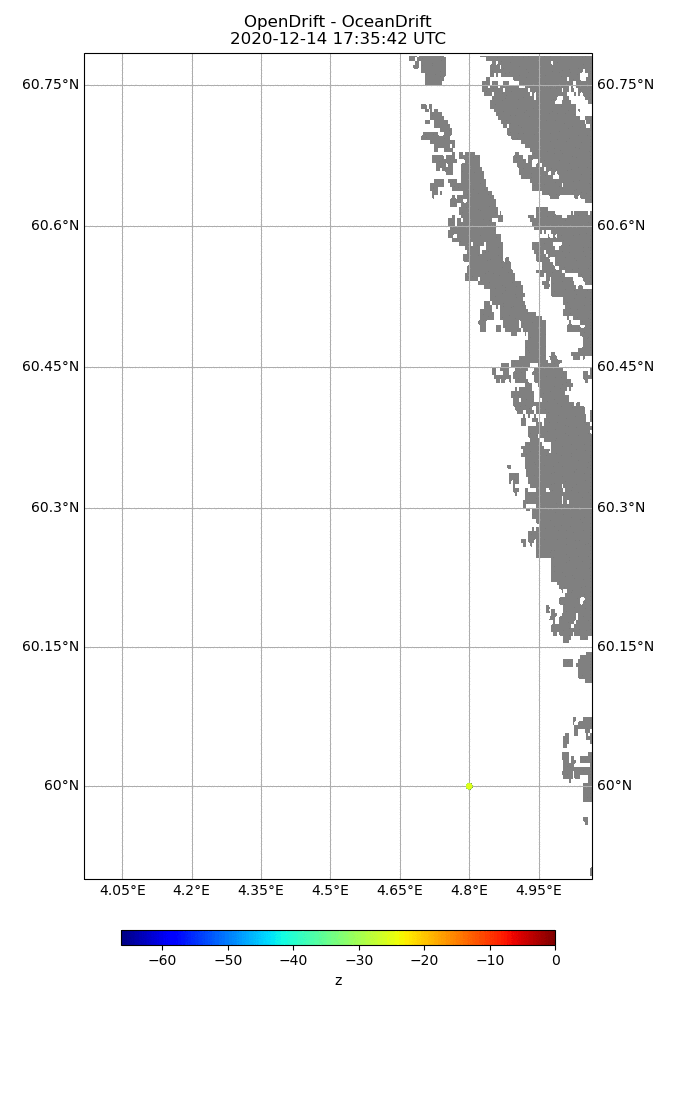 OpenDrift - OceanDrift
2020-12-14 17:35:42 UTC
60.75°N 60.75°N
60.6°N 60.6°N
60.45°N 60.45°N
60.3°N 60.3°N
60.15°N 60.15°N
60°N 60°N
4.05°E 4.2°E 4.35°E 4.5°E 4.65°E 4.8°E 4.95°E
−60 −50 −40 −30 −20 −10 0
z